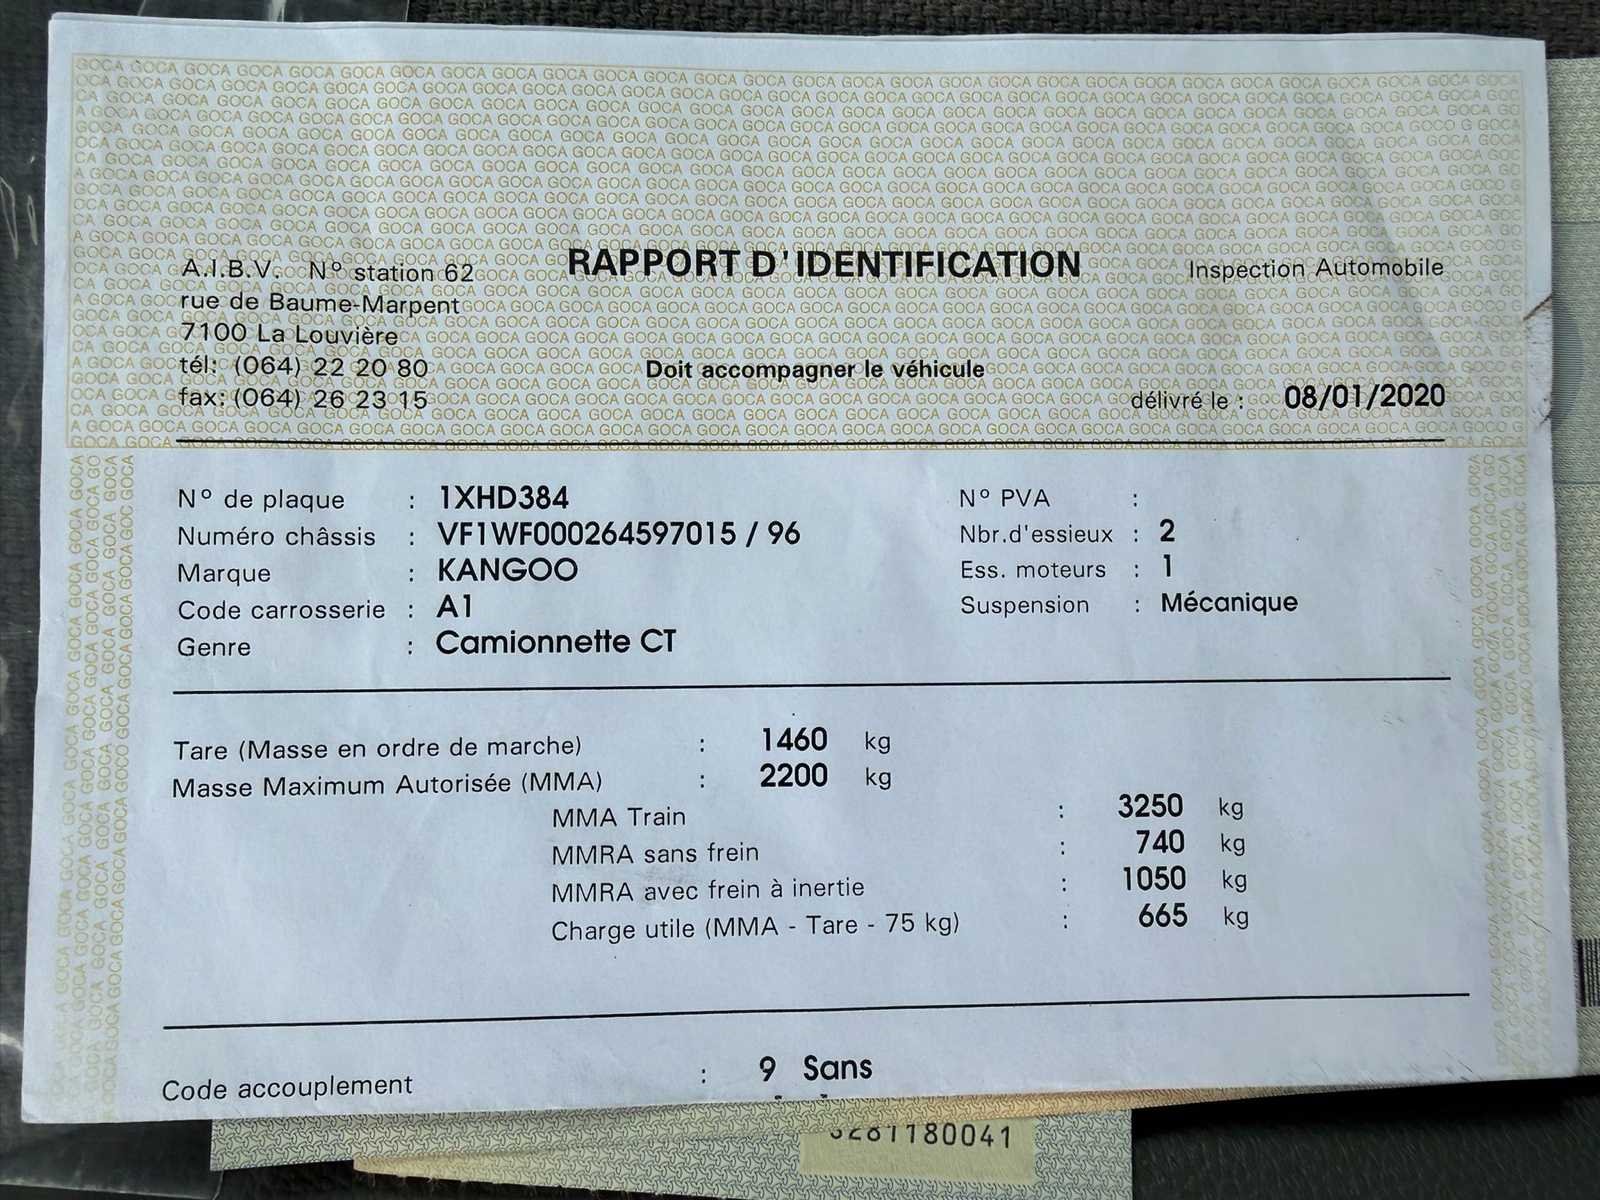 A.I.B.V. N° station 62
rue de Baume-Marpent
7100 La Louvière
tél: (064) 22 20 80
fax: (064) 26 23 15
RAPPORT D'IDENTIFICATION
Doit accompagner le véhicule
Inspection Automobile
délivré le : 08/01/2020
N° de plaque : 1XHD384
Numéro châssis : VF1WF000264597015 / 96
Marque : KANGOO
Code carrosserie : A1
Genre : Camionnette CT
N° PVA :
Nbr.d'essieux : 2
Ess. moteurs : 1
Suspension : Mécanique
Tare (Masse en ordre de marche) : 1460 kg
Masse Maximum Autorisée (MMA) : 2200 kg
MMA Train : 3250 kg
MMRA sans frein : 740 kg
MMRA avec frein à inertie : 1050 kg
Charge utile (MMA - Tare - 75 kg) : 665 kg
Code accouplement : 9 Sans